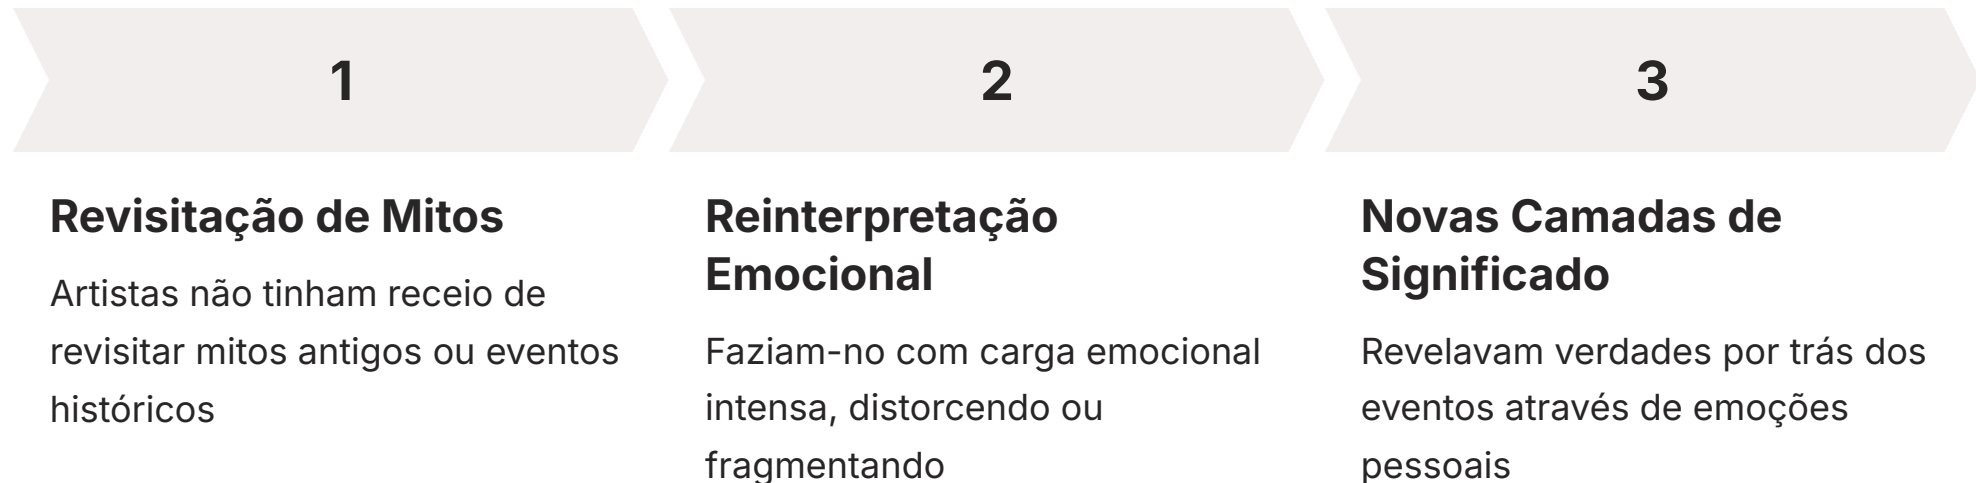 1
Revisitação de Mitos
Artistas não tinham receio de
revisitar mitos antigos ou eventos
históricos
2
Reinterpretação
Emocional
Faziam-no com carga emocional
intensa, distorcendo ou
fragmentando
3
Novas Camadas de
Significado
Revelavam verdades por trás dos
eventos através de emoções
pessoais